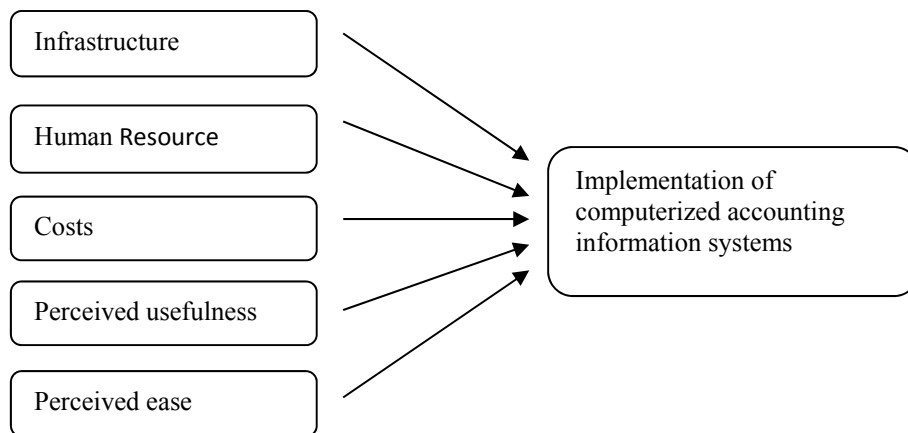 Infrastructure
Human Resource
Costs
Perceived usefulness
Perceived ease
Implementation of
computerized accounting
information systems